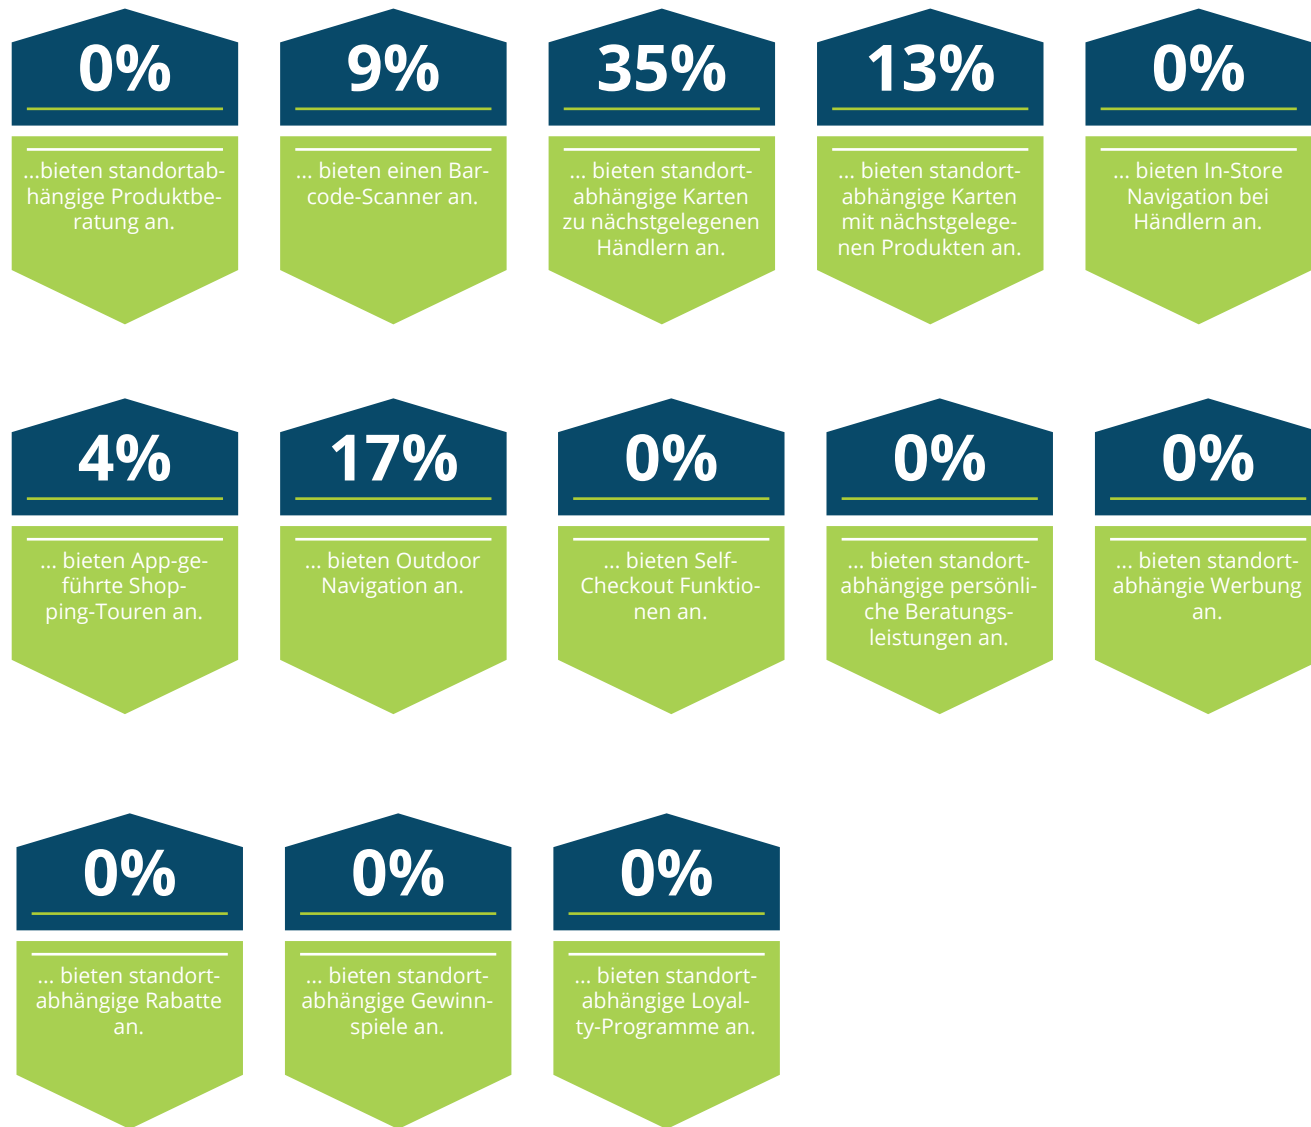 0%
...bieten standortab-
hängige Produktbe-
ratung an.
9%
... bieten einen Bar-
code-Scanner an.
35%
... bieten standort-
abhängige Karten
zu nächstgelegenen
Händlern an.
13%
... bieten standort-
abhängige Karten
mit nächstgelege-
nen Produkten an.
0%
... bieten In-Store
Navigation bei
Händlern an.
4%
... bieten App-ge-
führte Shop-
ping-Touren an.
17%
... bieten Outdoor
Navigation an.
0%
... bieten Self-
Checkout Funktio-
nen an.
0%
... bieten standort-
abhängige persönli-
che Beratungs-
leistungen an.
0%
... bieten standort-
abhängie Werbung
an.
0%
... bieten standort-
abhängige Rabatte
an.
0%
... bieten standort-
abhängige Gewinn-
spiele an.
0%
... bieten standort-
abhängige Loyal-
ty-Programme an.